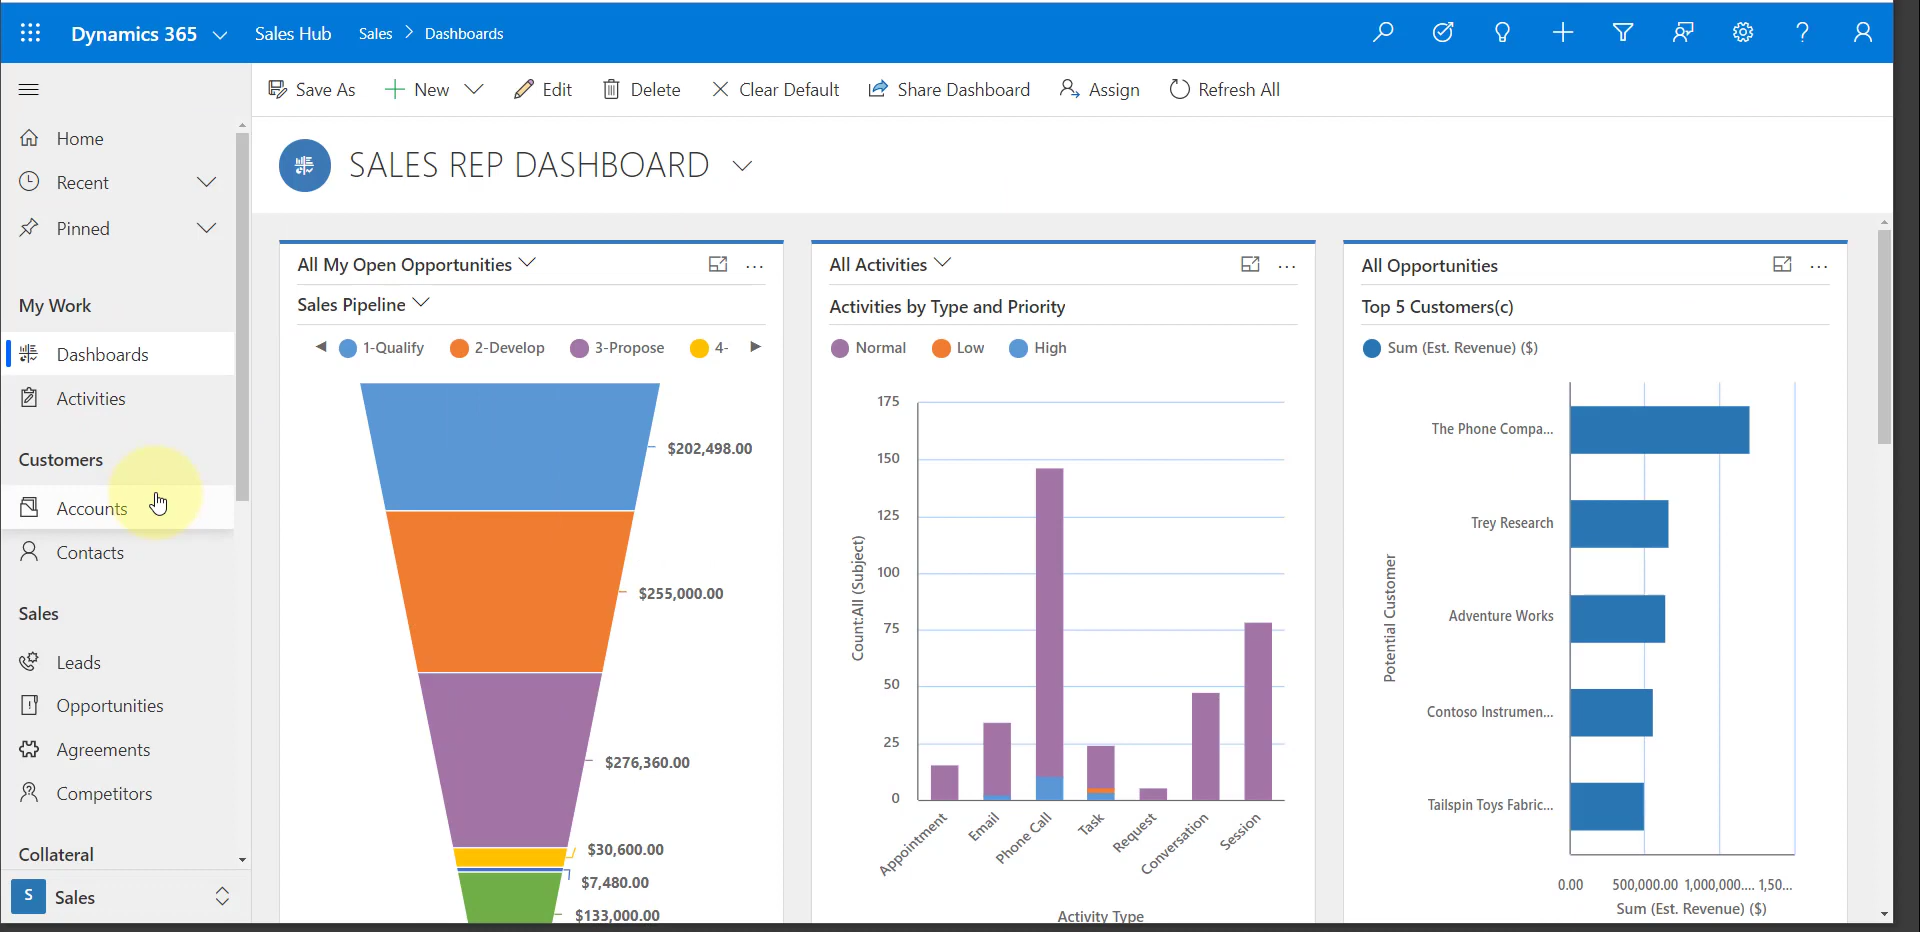 Dynamics 365 Sales Hub Sales > Dashboards
Save As New Edit Delete Clear Default Share Dashboard Assign Refresh All
Home
Recent
Pinned
My Work
Dashboards
Activities
Customers
Accounts
Contacts
Sales
Leads
Opportunities
Agreements
Competitors
Collateral
S Sales
SALES REP DASHBOARD
All My Open Opportunities
Sales Pipeline
1-Qualify 2-Develop 3-Propose 4-
$202,498.00
$255,000.00
$276,360.00
$30,600.00
$7,480.00
$133,000.00
All Activities
Activities by Type and Priority
Normal Low High
175
150
125
100
75
50
25
0
Count:All (Subject)
Appointment
Email
Phone Call
Task
Request
Conversation
Session
Activity Type
All Opportunities
Top 5 Customers(c)
Sum (Est. Revenue) ($)
The Phone Compa...
Trey Research
Adventure Works
Contoso Instrumen...
Tailspin Toys Fabric...
Potential Customer
0.00 500,000.00 1,000,000.... 1,50...
Sum (Est. Revenue) ($)